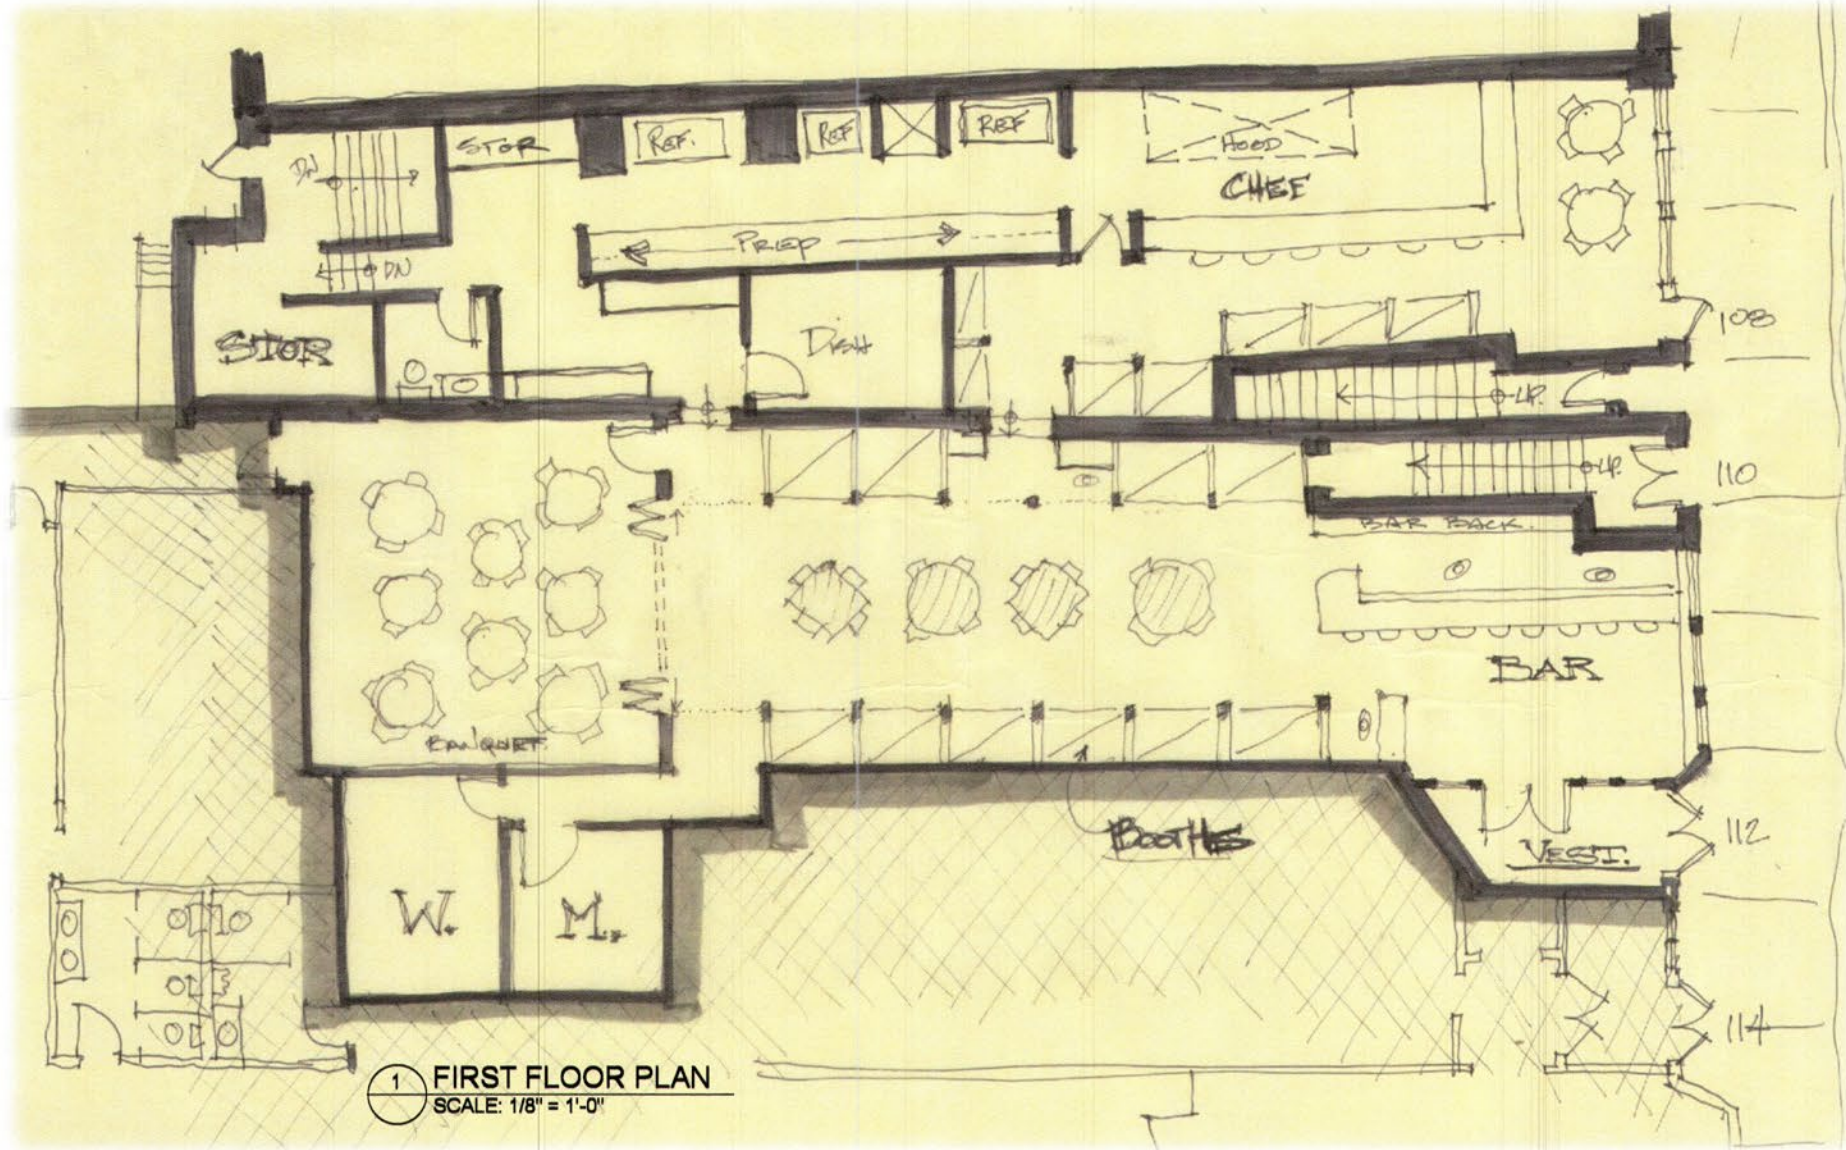 STOR
REF.
REF
REF
HOOD
CHEF
DN
PREP
DN
STOR
DISH
108
UP.
UP.
110
BAR BACK.
BAR
BANQUET.
BOOTHS
112
VEST.
W.
M.
114
1
FIRST FLOOR PLAN
SCALE: 1/8" = 1'-0"